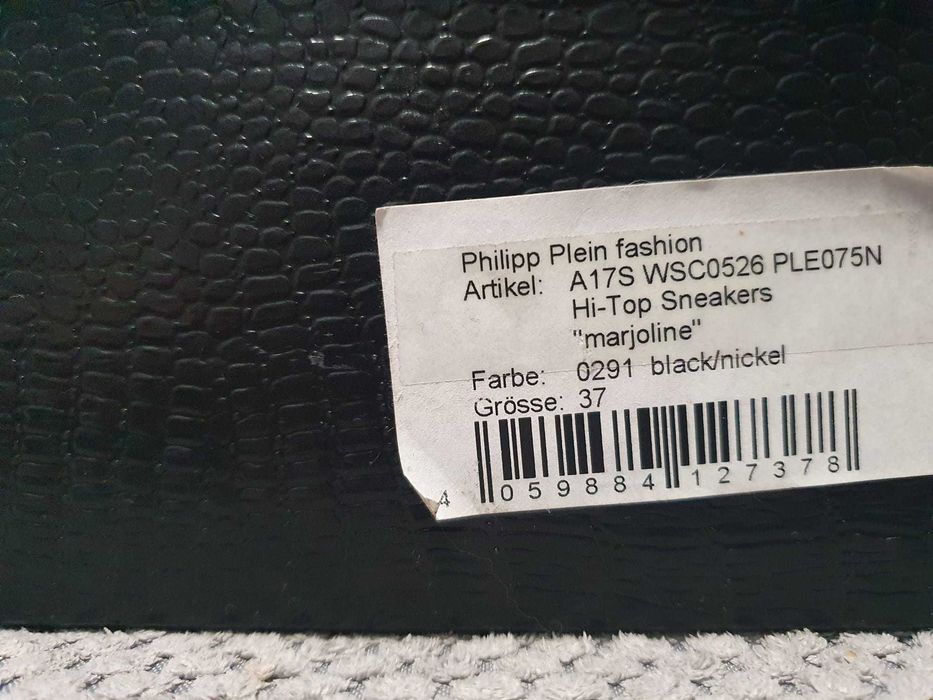 Philipp Plein fashion
Artikel: A17S WSC0526 PLE075N
Hi-Top Sneakers
"marjoline"
Farbe: 0291 black/nickel
Grösse: 37
4 059884 127378